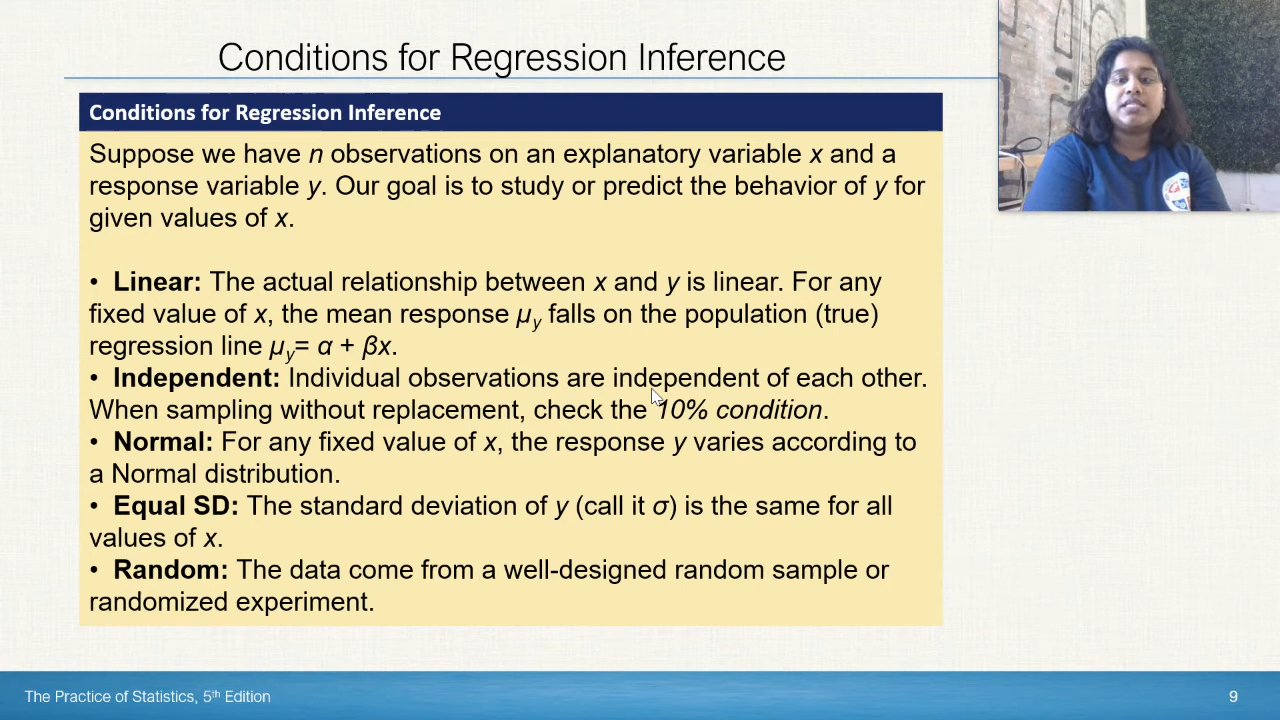 Conditions for Regression Inference
Conditions for Regression Inference
Suppose we have n observations on an explanatory variable x and a
response variable y. Our goal is to study or predict the behavior of y for
given values of x.
• Linear: The actual relationship between x and y is linear. For any
fixed value of x, the mean response μy falls on the population (true)
regression line μy= α + βx.
• Independent: Individual observations are independent of each other.
When sampling without replacement, check the 10% condition.
• Normal: For any fixed value of x, the response y varies according to
a Normal distribution.
• Equal SD: The standard deviation of y (call it σ) is the same for all
values of x.
• Random: The data come from a well-designed random sample or
randomized experiment.
The Practice of Statistics, 5th Edition
9